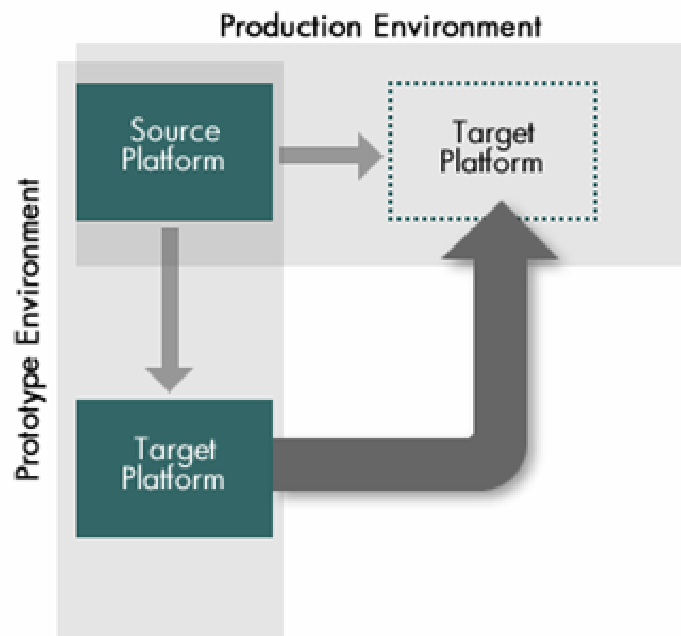 Production Environment
Source
Platform
Target
Platform
Prototype Environment
Target
Platform